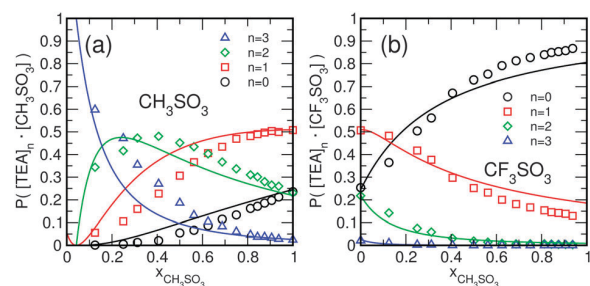 (a)
CH₃SO₃
n=3
n=2
n=1
n=0
P( [TEA]ₙ · [CH₃SO₃] )
1
0.9
0.8
0.7
0.6
0.5
0.4
0.3
0.2
0.1
0
0 0.2 0.4 0.6 0.8 1
x_CH₃SO₃
(b)
n=0
n=1
n=2
n=3
CF₃SO₃
P( [TEA]ₙ · [CF₃SO₃] )
1
0.9
0.8
0.7
0.6
0.5
0.4
0.3
0.2
0.1
0
0 0.2 0.4 0.6 0.8 1
x_CH₃SO₃